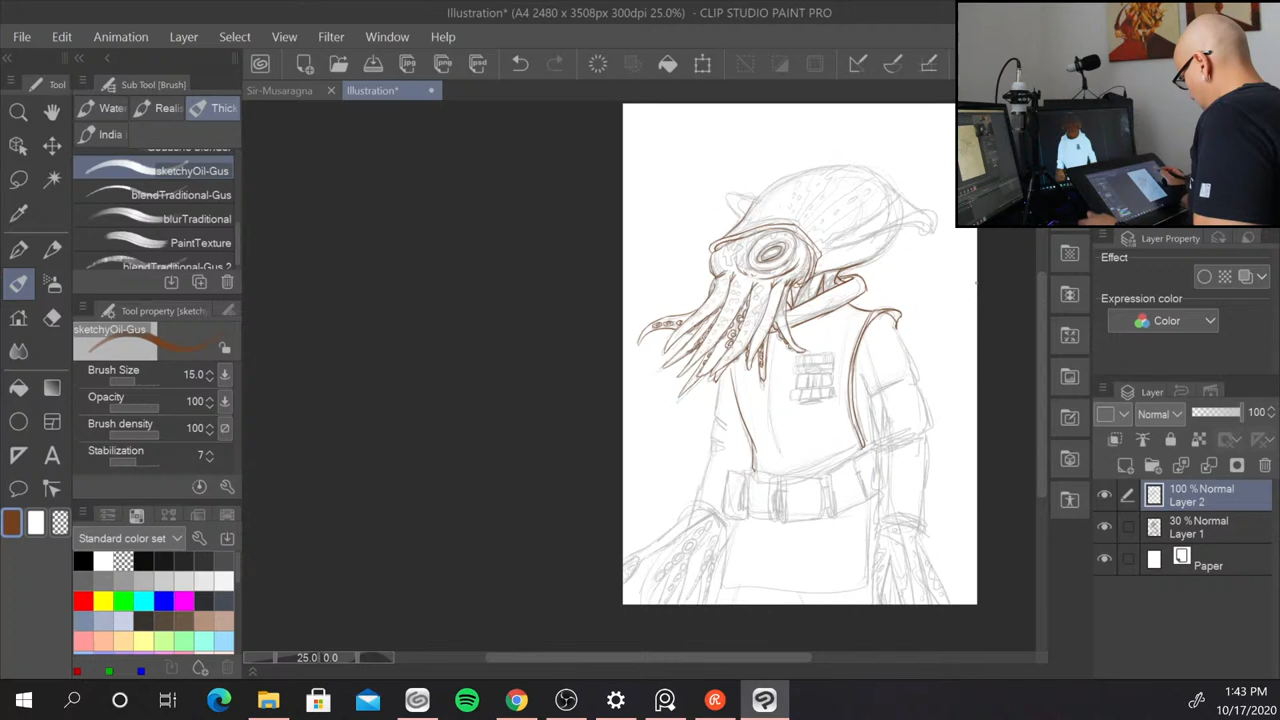 Illustration* (A4 2480 x 3508px 300dpi 25.0%) - CLIP STUDIO PAINT PRO
File Edit Animation Layer Select View Filter Window Help
Tool
Sub Tool [Brush]
Sir-Musaragna
Illustration*
Wate
Reali
Thick
India
sketchyOil-Gus
blendTraditional-Gus
blurTraditional
PaintTexture
blendTraditional-Gus 2
Tool property [sketchy
sketchyOil-Gus
Brush Size 15.0
Opacity 100
Brush density 100
Stabilization 7
Standard color set
25.0
0.0
Layer Property
Effect
Expression color
Color
Layer
Normal
100
100 % Normal
Layer 2
30 % Normal
Layer 1
Paper
1:43 PM
10/17/2020